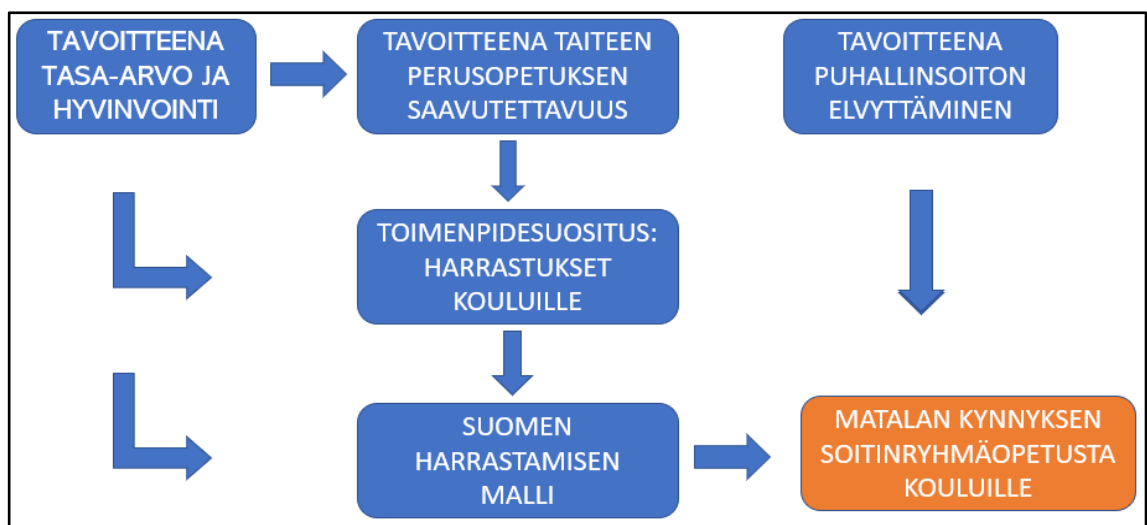 TAVOITTEENA
TASA-ARVO JA
HYVINVOINTI
TAVOITTEENA TAITEEN
PERUSOPETUKSEN
SAAVUTETTAVUUS
TAVOITTEENA
PUHALLINSOITON
ELVYTTÄMINEN
TOIMENPIDESUOSITUS:
HARRASTUKSET
KOULUILLE
SUOMEN
HARRASTAMISEN
MALLI
MATALAN KYNNYKSEN
SOITINRYHMÄOPETUSTA
KOULUILLE